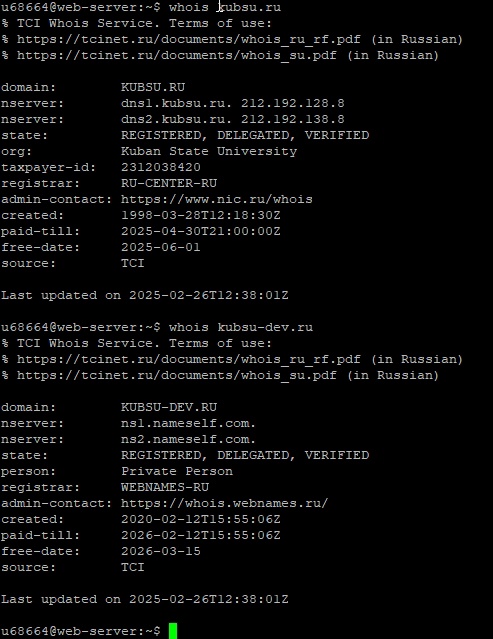 u68664@web-server:~$ whois kubsu.ru
% TCI Whois Service. Terms of use:
% https://tcinet.ru/documents/whois_ru_rf.pdf (in Russian)
% https://tcinet.ru/documents/whois_su.pdf (in Russian)

domain:        KUBSU.RU
nserver:       dns1.kubsu.ru. 212.192.128.8
nserver:       dns2.kubsu.ru. 212.192.138.8
state:         REGISTERED, DELEGATED, VERIFIED
org:           Kuban State University
taxpayer-id:   2312038420
registrar:     RU-CENTER-RU
admin-contact: https://www.nic.ru/whois
created:       1998-03-28T12:18:30Z
paid-till:     2025-04-30T21:00:00Z
free-date:     2025-06-01
source:        TCI

Last updated on 2025-02-26T12:38:01Z

u68664@web-server:~$ whois kubsu-dev.ru
% TCI Whois Service. Terms of use:
% https://tcinet.ru/documents/whois_ru_rf.pdf (in Russian)
% https://tcinet.ru/documents/whois_su.pdf (in Russian)

domain:        KUBSU-DEV.RU
nserver:       ns1.nameself.com.
nserver:       ns2.nameself.com.
state:         REGISTERED, DELEGATED, VERIFIED
person:        Private Person
registrar:     WEBNAMES-RU
admin-contact: https://whois.webnames.ru/
created:       2020-02-12T15:55:06Z
paid-till:     2026-02-12T15:55:06Z
free-date:     2026-03-15
source:        TCI

Last updated on 2025-02-26T12:38:01Z

u68664@web-server:~$